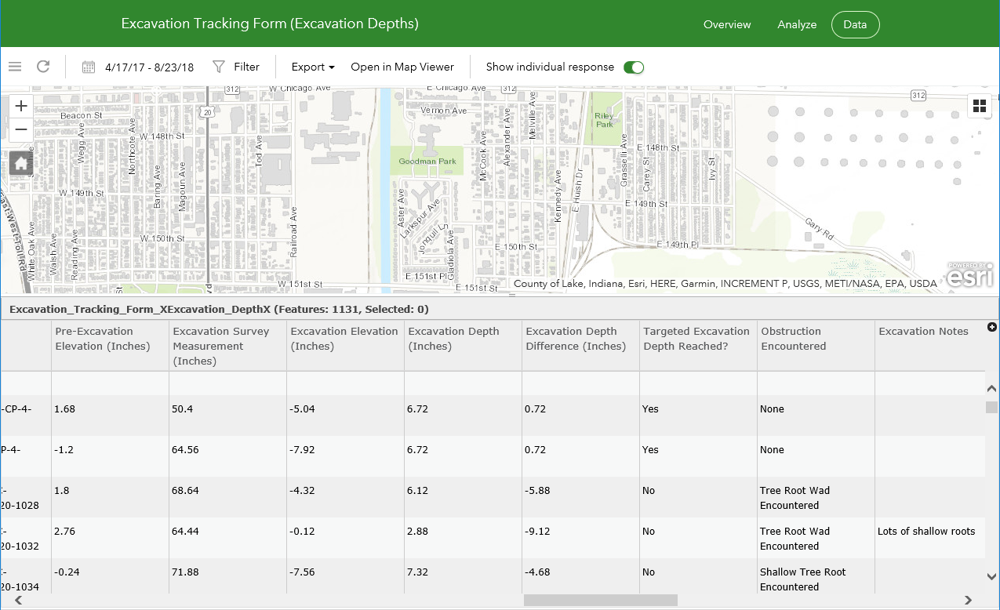 Excavation Tracking Form (Excavation Depths)
Overview
Analyze
Data
4/17/17 - 8/23/18
Filter
Export
Open in Map Viewer
Show individual response
W Chicago Ave
E Chicago Ave
312
312
312
20
Beacon St
Vernon Ave
Riley
Park
W 148th St
E 148th St
Goodman Park
W 149th St
E 149th St
W 150th St
E 150th St
E 149th Pl
W 151st St
E 151st Pl
E 151st St
Vegg Ave
Northcote Ave
Baring Ave
Magoun Ave
Tod Ave
Railroad Ave
White Oak Ave
Walsh Ave
Reading Ave
Aster Ave
Larkspur Ave
Jonquil Ln
Gladiola Ave
McCook Ave
Alexander Ave
Melville Ave
Kennedy Ave
E Huish Dr
Grasselli Ave
Carey St
Ivy St
Gary Rd
County of Lake, Indiana, Esri, HERE, Garmin, INCREMENT P, USGS, METI/NASA, EPA, USDA
POWERED BY
esri
Excavation_Tracking_Form_XExcavation_DepthX (Features: 1131, Selected: 0)
Pre-Excavation Elevation (Inches)
Excavation Survey Measurement (Inches)
Excavation Elevation (Inches)
Excavation Depth (Inches)
Excavation Depth Difference (Inches)
Targeted Excavation Depth Reached?
Obstruction Encountered
Excavation Notes
-CP-4- 1.68 50.4 -5.04 6.72 0.72 Yes None
P-4- -1.2 64.56 -7.92 6.72 0.72 Yes None
1.8 68.64 -4.32 6.12 -5.88 No Tree Root Wad
20-1028 Encountered
2.76 64.44 -0.12 2.88 -9.12 No Tree Root Wad Lots of shallow roots
20-1032 Encountered
-0.24 71.88 -7.56 7.32 -4.68 No Shallow Tree Root
20-1034 Encountered